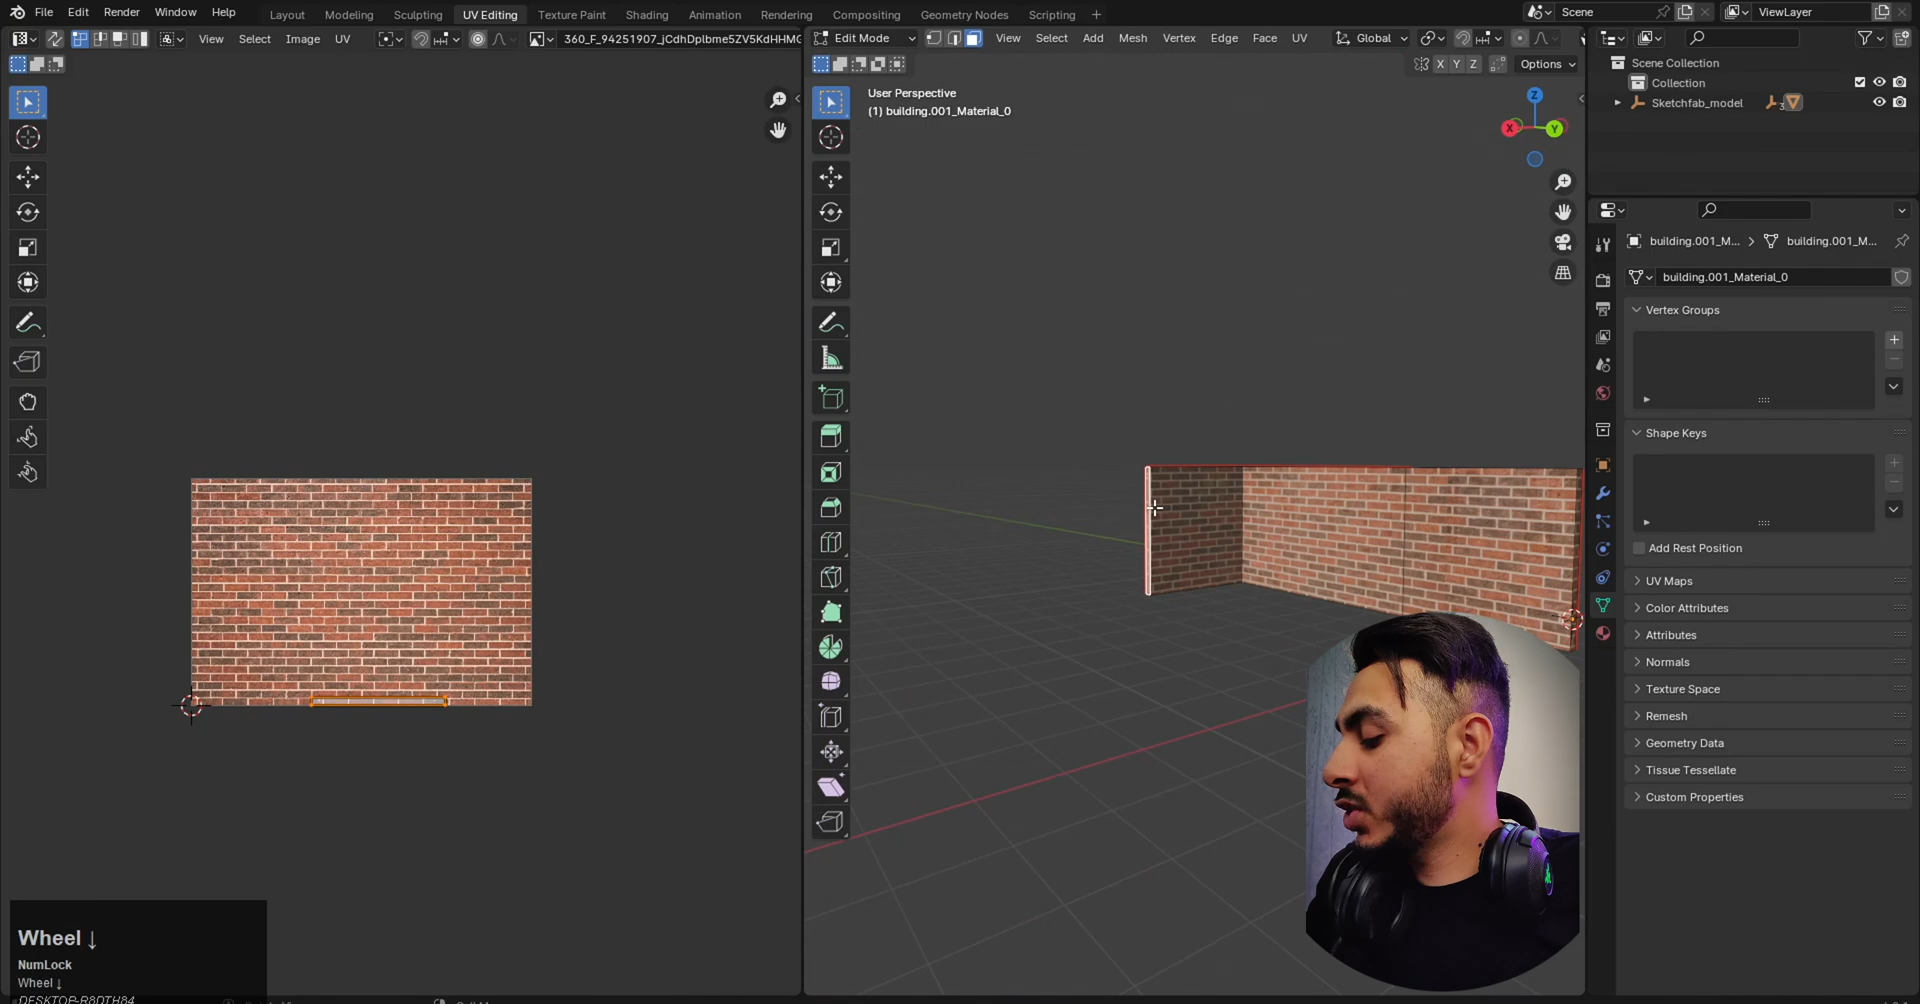 File Edit Render Window Help
Layout Modeling Sculpting UV Editing Texture Paint Shading Animation Rendering Compositing Geometry Nodes Scripting +
Scene
ViewLayer
View Select Image UV
360_F_94251907_jCdhDplbme5ZV5KdHHMC
Edit Mode
View Select Add Mesh Vertex Edge Face UV
Global
X Y Z
Options
User Perspective
(1) building.001_Material_0
Z
X
Y
Scene Collection
Collection
Sketchfab_model
building.001_M... > building.001_M...
building.001_Material_0
Vertex Groups
Shape Keys
Add Rest Position
UV Maps
Color Attributes
Attributes
Normals
Texture Space
Remesh
Geometry Data
Tissue Tessellate
Custom Properties
Wheel ↓
NumLock
Wheel ↓
DESKTOP-R8DTH84